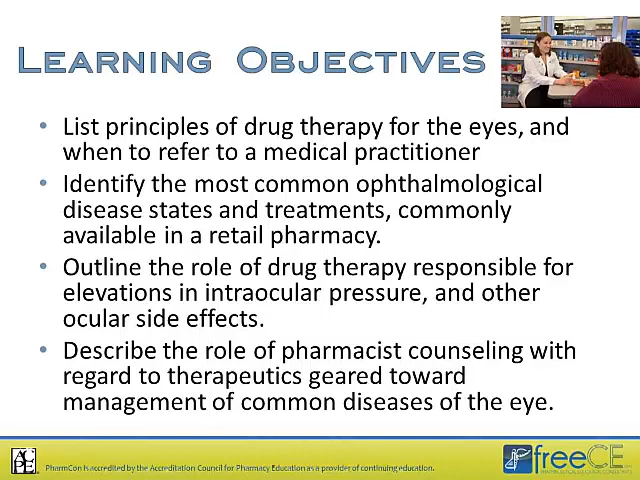 LEARNING OBJECTIVES
• List principles of drug therapy for the eyes, and
when to refer to a medical practitioner
• Identify the most common ophthalmological
disease states and treatments, commonly
available in a retail pharmacy.
• Outline the role of drug therapy responsible for
elevations in intraocular pressure, and other
ocular side effects.
• Describe the role of pharmacist counseling with
regard to therapeutics geared toward
management of common diseases of the eye.
ACPE
PharmCon is accredited by the Accreditation Council for Pharmacy Education as a provider of continuing education.
freeCE